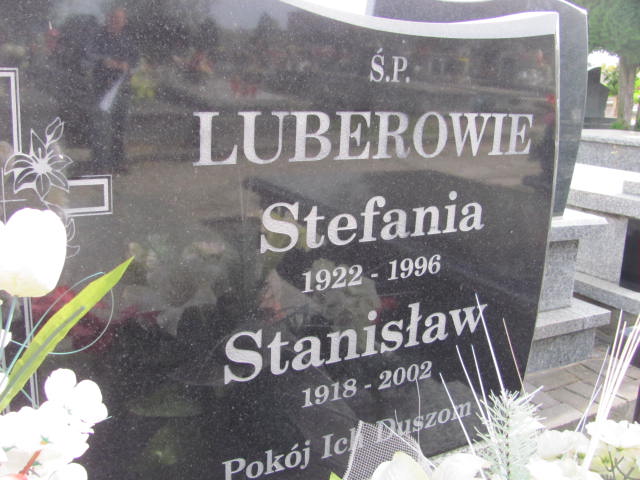 Ś.P.
LUBEROWIE
Stefania
1922 - 1996
Stanisław
1918 - 2002
Pokój Ich Duszom